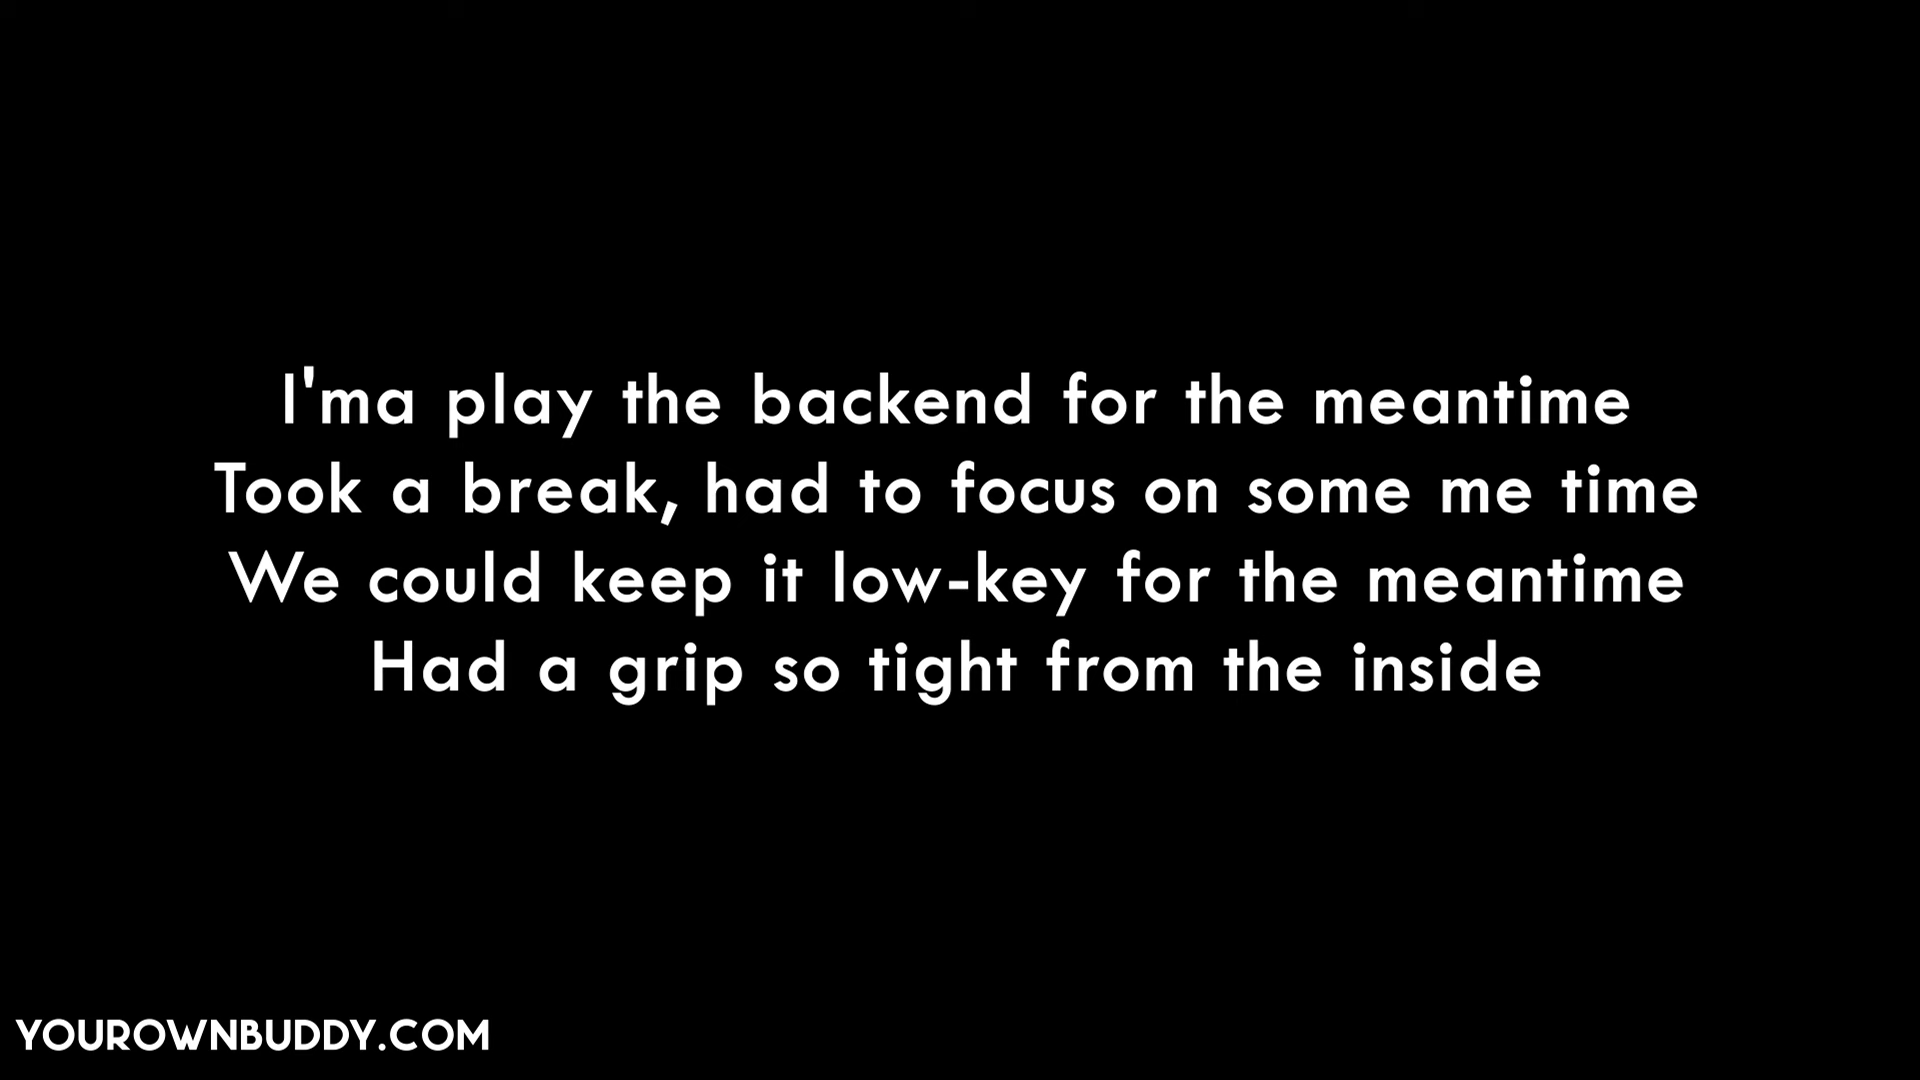 I'ma play the backend for the meantime
Took a break, had to focus on some me time
We could keep it low-key for the meantime
Had a grip so tight from the inside
YOUROWNBUDDY.COM